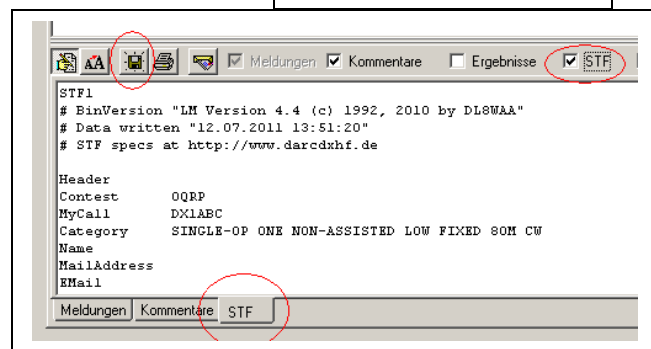 AA Meldungen Kommentare Ergebnisse STF
STF1
# BinVersion "LM Version 4.4 (c) 1992, 2010 by DL8WAA"
# Data written "12.07.2011 13:51:20"
# STF specs at http://www.darcdxhf.de
Header
Contest OQRP
MyCall DX1ABC
Category SINGLE-OP ONE NON-ASSISTED LOW FIXED 80M CW
Name
MailAddress
EMail
Meldungen Kommentare STF